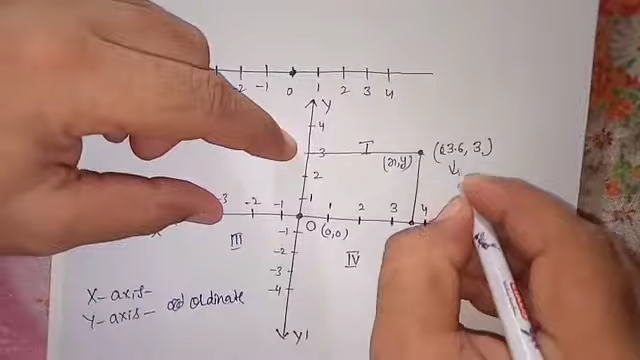 -2 -1 0 1 2 3 4
Y
4
3 I (3.6, 3)
(x,y)
2
1
3 -2 -1 1 2 3 4
O (0,0)
-1
III
-2 IV
-3
-4
X-axis-
Y-axis- ordinate
Y1